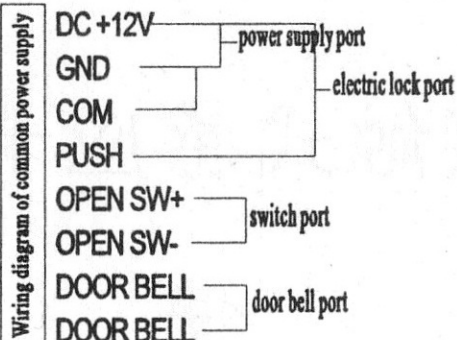 Wiring diagram of common power supply
DC +12V
power supply port
GND
electric lock port
COM
PUSH
OPEN SW+
switch port
OPEN SW-
DOOR BELL
door bell port
DOOR BELL